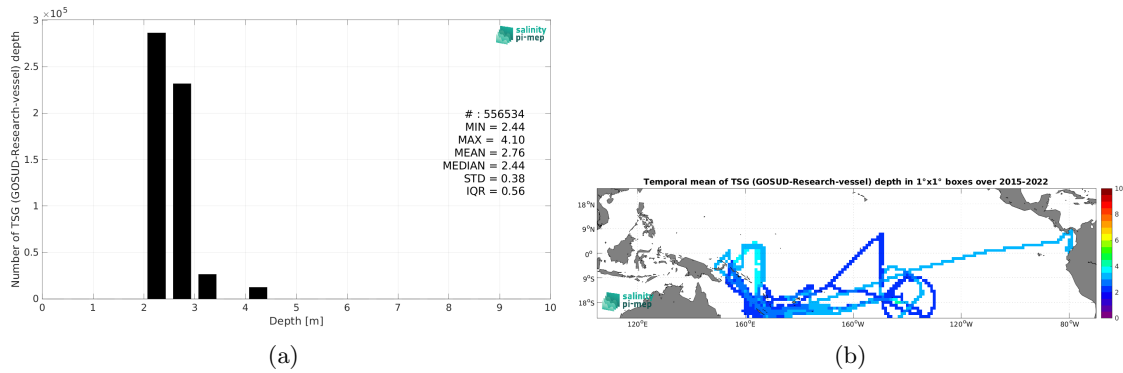 ×10⁵
3
2.5
2
1.5
1
0.5
0
Number of TSG (GOSUD-Research-vessel) depth
salinity
pi-mep
# : 556534
MIN = 2.44
MAX = 4.10
MEAN = 2.76
MEDIAN = 2.44
STD = 0.38
IQR = 0.56
0 1 2 3 4 5 6 7 8 9 10
Depth [m]
(a)
Temporal mean of TSG (GOSUD-Research-vessel) depth in 1°x1° boxes over 2015-2022
18°N
9°N
0°
9°S
18°S
salinity
pi-mep
120°E 160°E 160°W 120°W 80°W
10
8
6
4
2
0
(b)